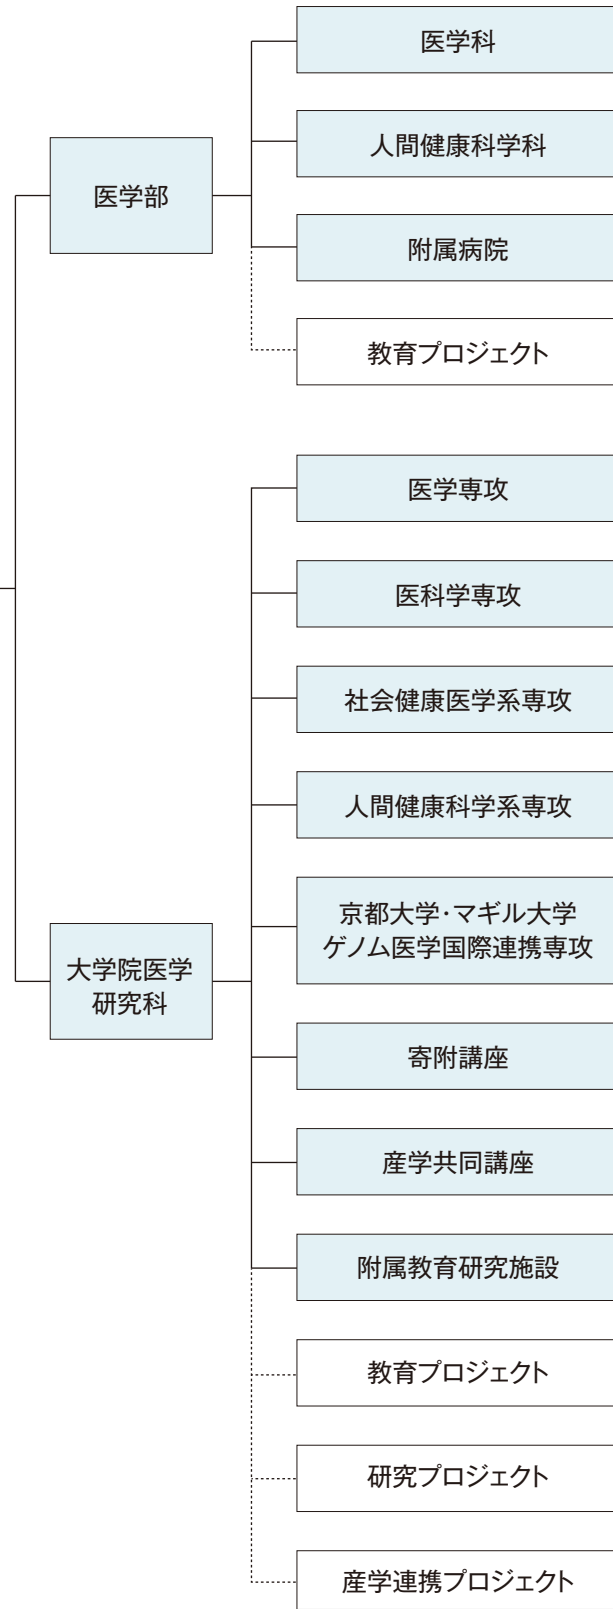 医学科
人間健康科学科
医学部
附属病院
教育プロジェクト
医学専攻
医科学専攻
社会健康医学系専攻
人間健康科学系専攻
京都大学・マギル大学
ゲノム医学国際連携専攻
大学院医学
研究科
寄附講座
産学共同講座
附属教育研究施設
教育プロジェクト
研究プロジェクト
産学連携プロジェクト